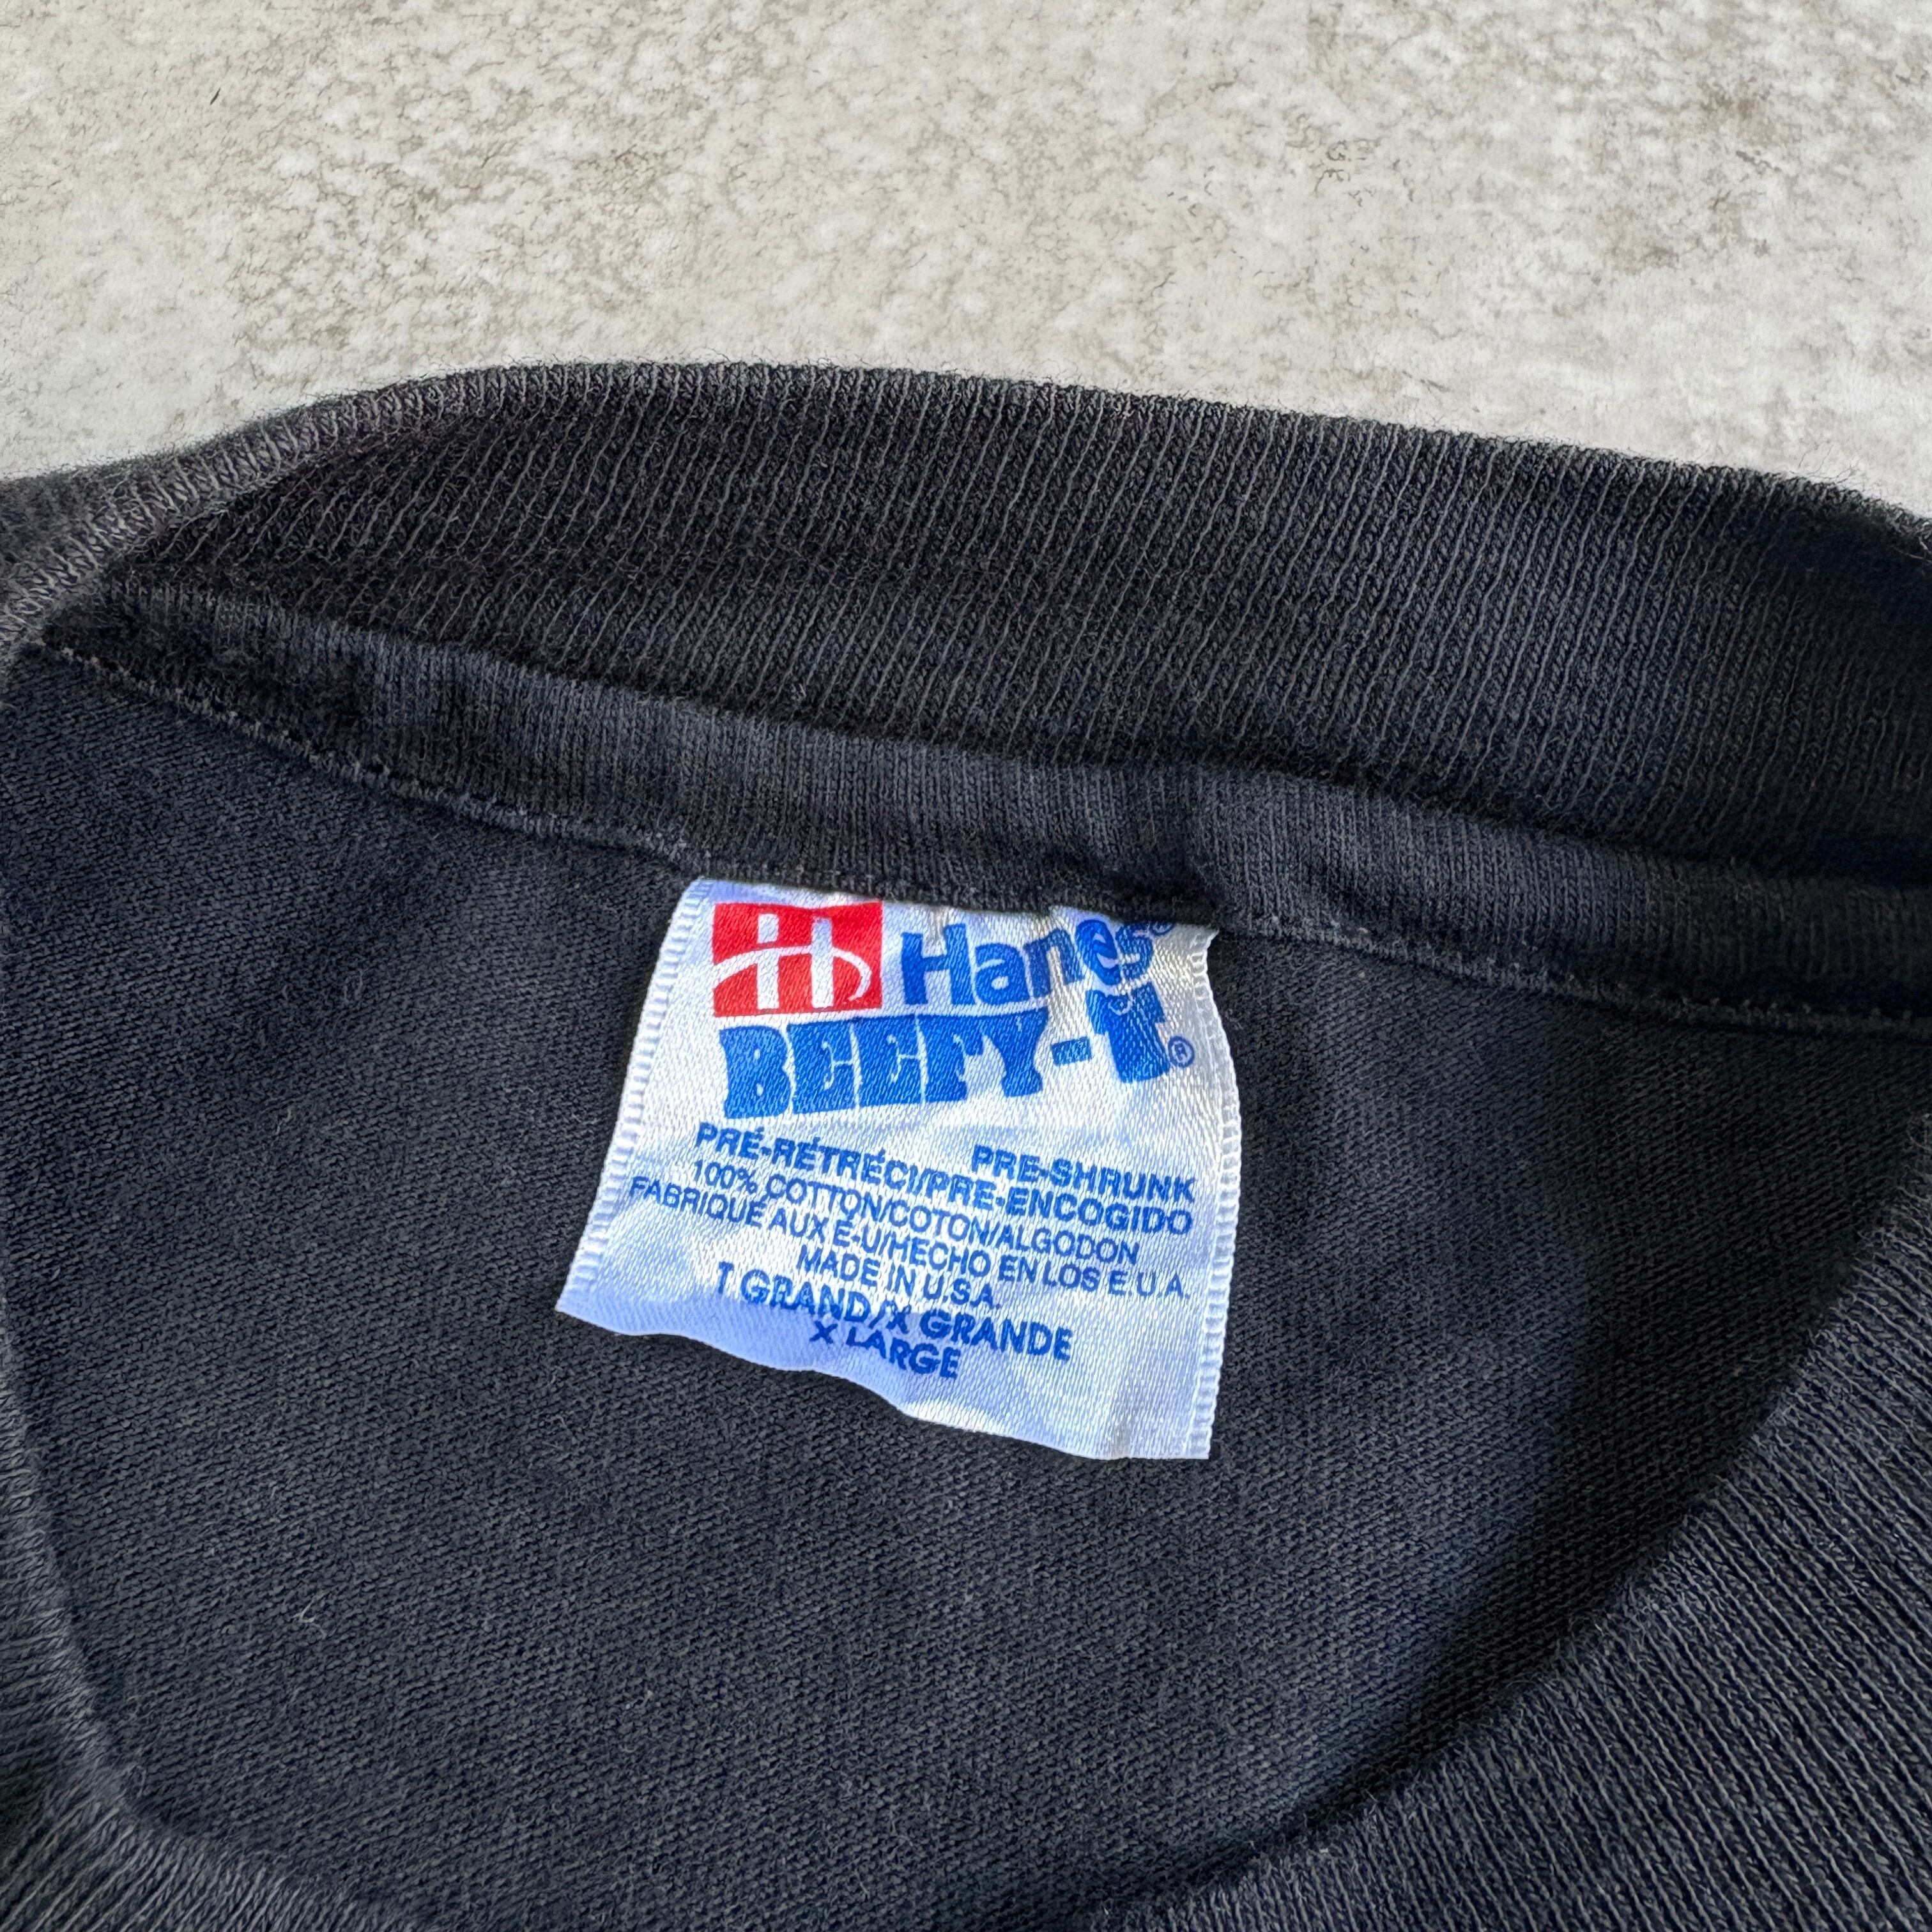 H Hanes®
BEEFY-T®
PRE-SHRUNK
PRÉ-RÉTRÉCI/PRE-ENCOGIDO
100% COTTON/COTON/ALGODON
FABRIQUÉ AUX É-U/HECHO EN LOS E.U.A.
MADE IN U.S.A.
T GRAND/X GRANDE
X LARGE